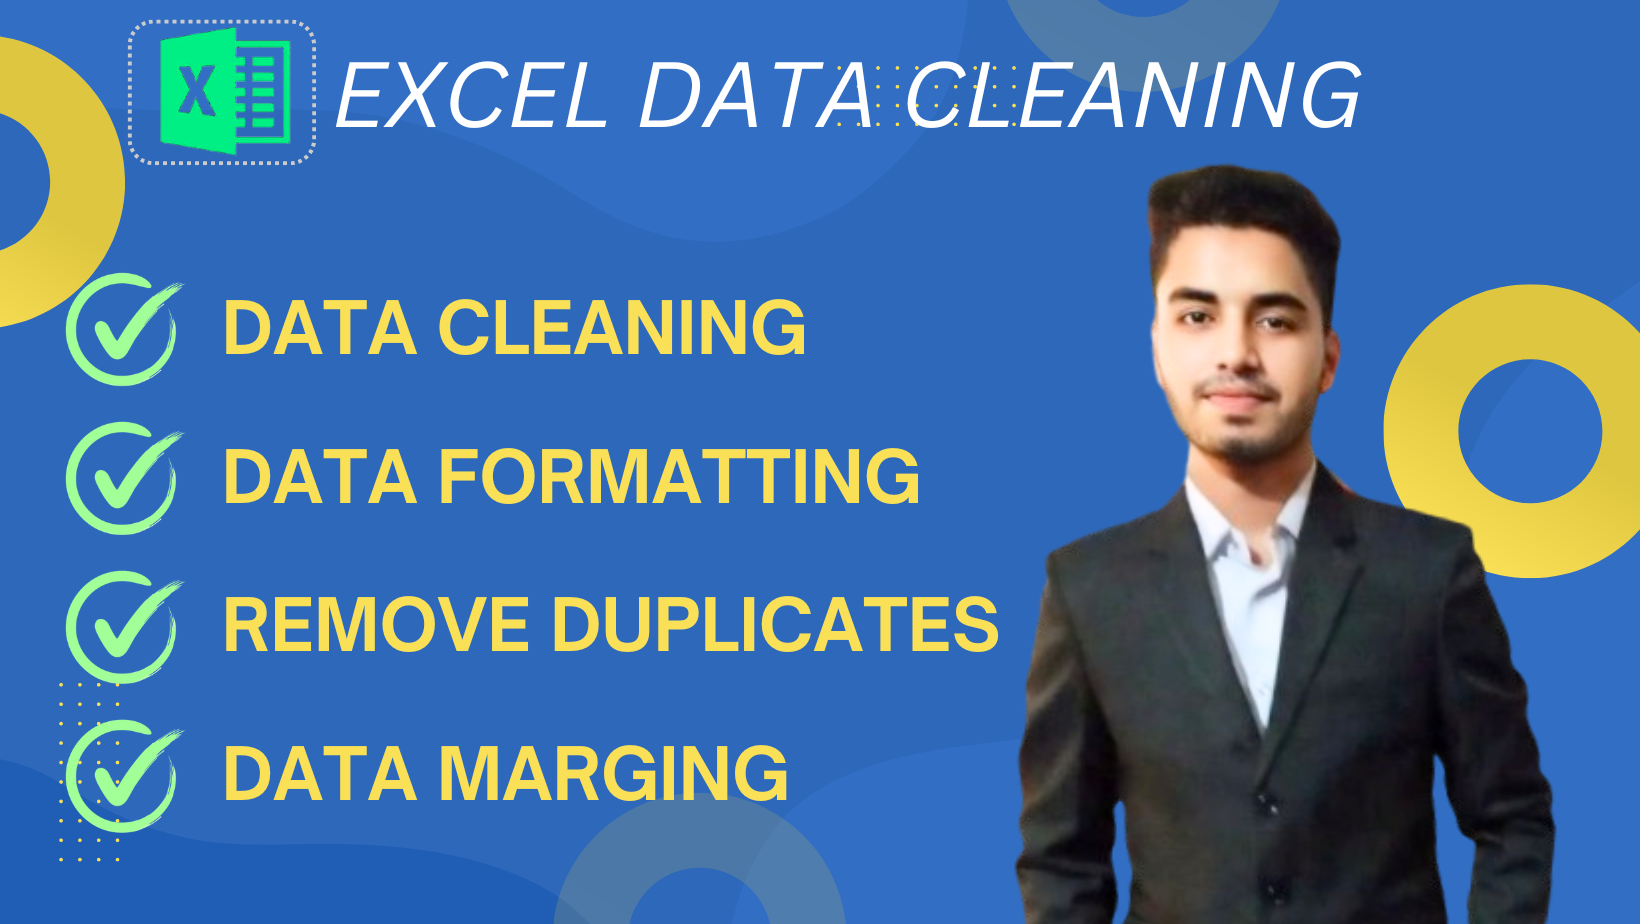 X
EXCEL DATA CLEANING
DATA CLEANING
DATA FORMATTING
REMOVE DUPLICATES
DATA MARGING